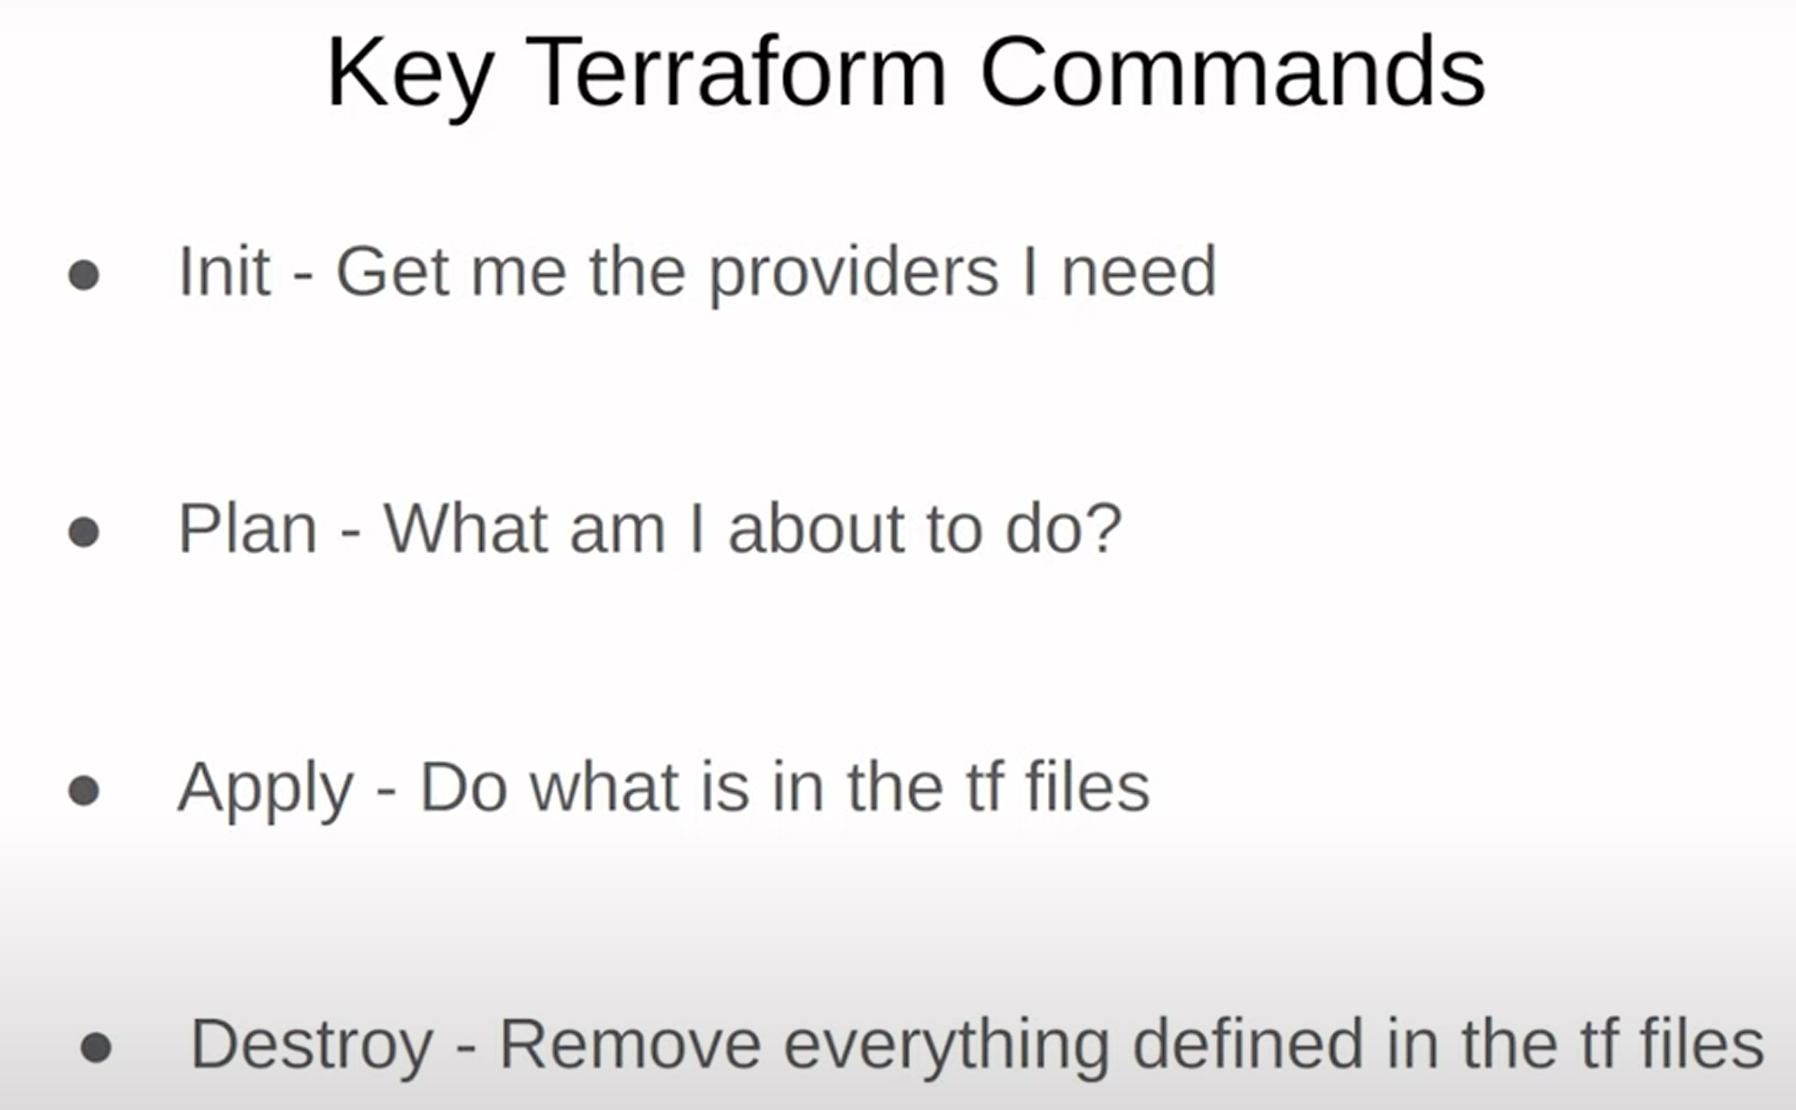 Key Terraform Commands
● Init - Get me the providers I need
● Plan - What am I about to do?
● Apply - Do what is in the tf files
● Destroy - Remove everything defined in the tf files